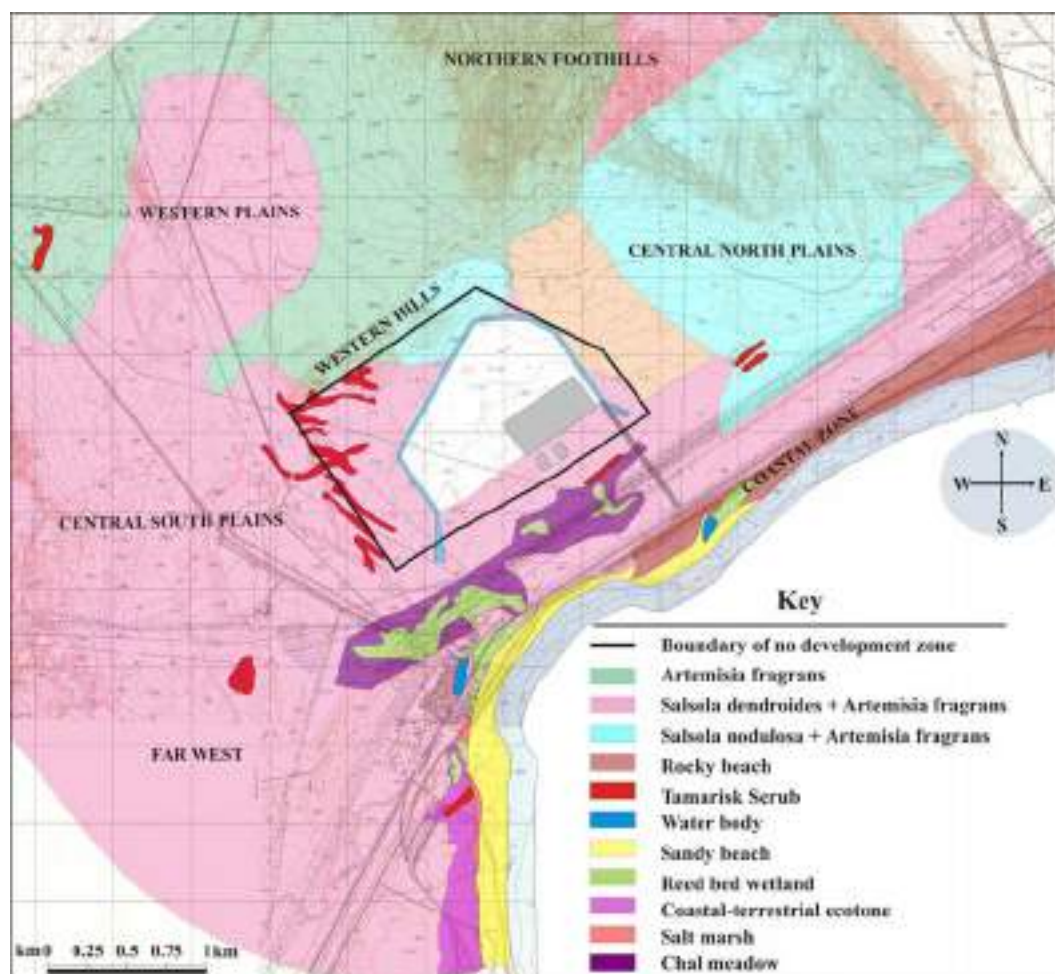 NORTHERN FOOTHILLS
WESTERN PLAINS
CENTRAL NORTH PLAINS
WESTERN HILLS
COASTAL ZONE
CENTRAL SOUTH PLAINS
FAR WEST
N
W E
S
Key
Boundary of no development zone
Artemisia fragrans
Salsola dendroides + Artemisia fragrans
Salsola nodulosa + Artemisia fragrans
Rocky beach
Tamarisk Scrub
Water body
Sandy beach
Reed bed wetland
Coastal-terrestrial ecotone
Salt marsh
Chal meadow
km0 0.25 0.5 0.75 1km